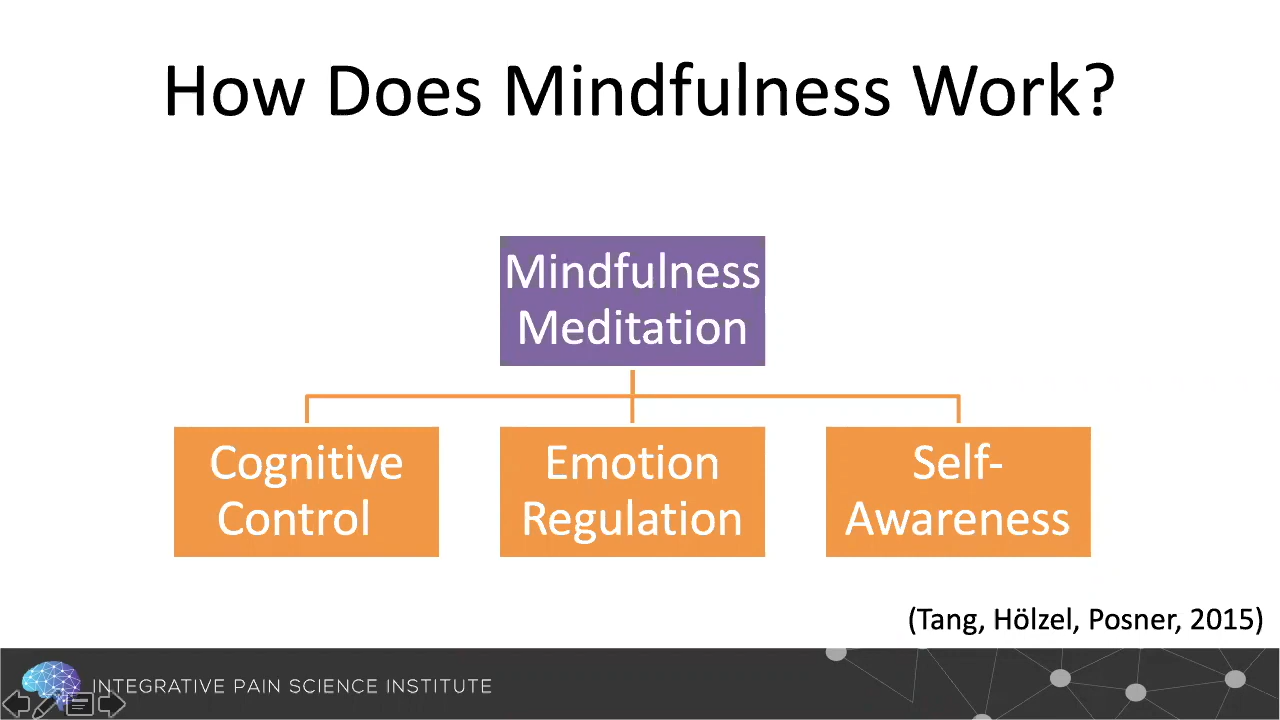 How Does Mindfulness Work?
Mindfulness
Meditation
Cognitive
Control
Emotion
Regulation
Self-
Awareness
(Tang, Hölzel, Posner, 2015)
INTEGRATIVE PAIN SCIENCE INSTITUTE